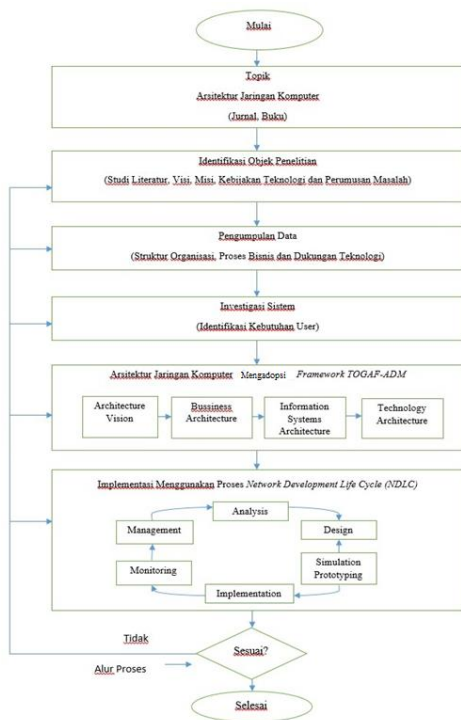 Mulai
Topik
Arsitektur Jaringan Komputer
(Jurnal, Buku)
Identifikasi Objek Penelitian
(Studi Literatur, Visi, Misi, Kebijakan Teknologi dan Perumusan Masalah)
Pengumpulan Data
(Struktur Organisasi, Proses Bisnis dan Dukungan Teknologi)
Investigasi Sistem
(Identifikasi Kebutuhan User)
Arsitektur Jaringan Komputer Mengadopsi Framework TOGAF-ADM
Architecture
Vision
Bussiness
Architecture
Information
Systems
Architecture
Technology
Architecture
Implementasi Menggunakan Proses Network Development Life Cycle (NDLC)
Analysis
Management
Design
Monitoring
Simulation
Prototyping
Implementation
Tidak
Sesuai?
Alur Proses
Selesai